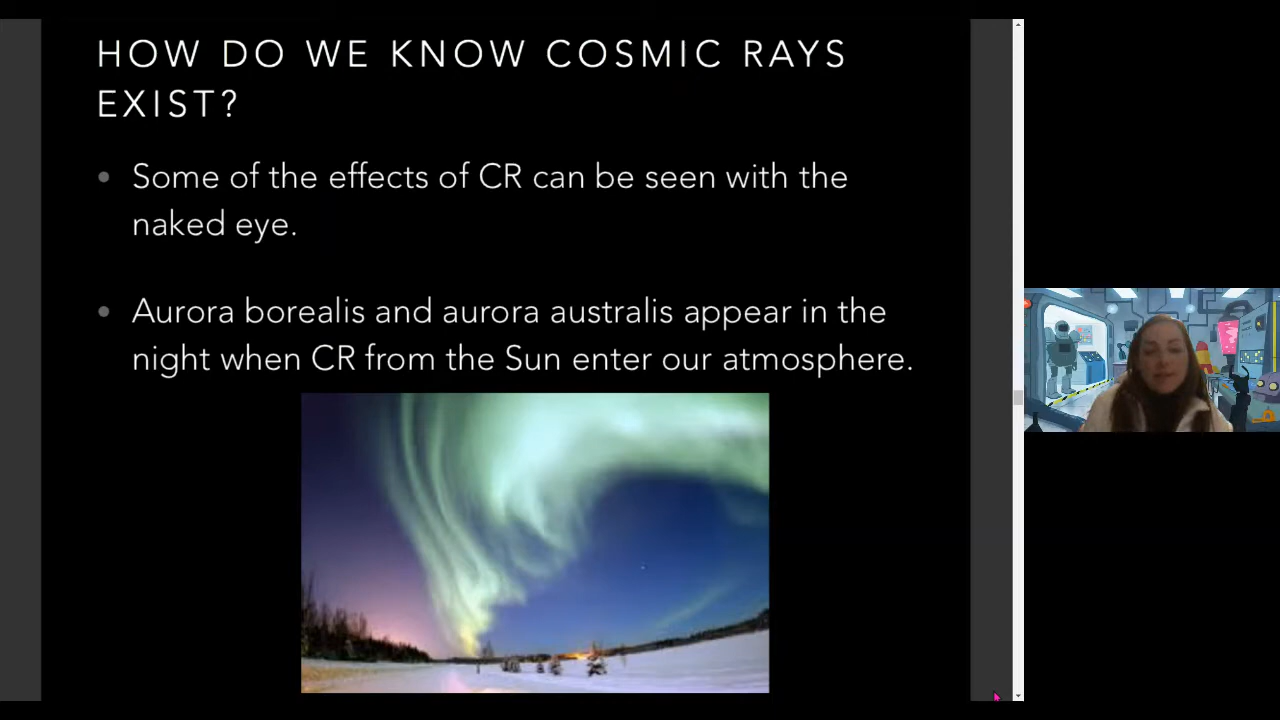 HOW DO WE KNOW COSMIC RAYS
EXIST?
Some of the effects of CR can be seen with the
naked eye.
Aurora borealis and aurora australis appear in the
night when CR from the Sun enter our atmosphere.